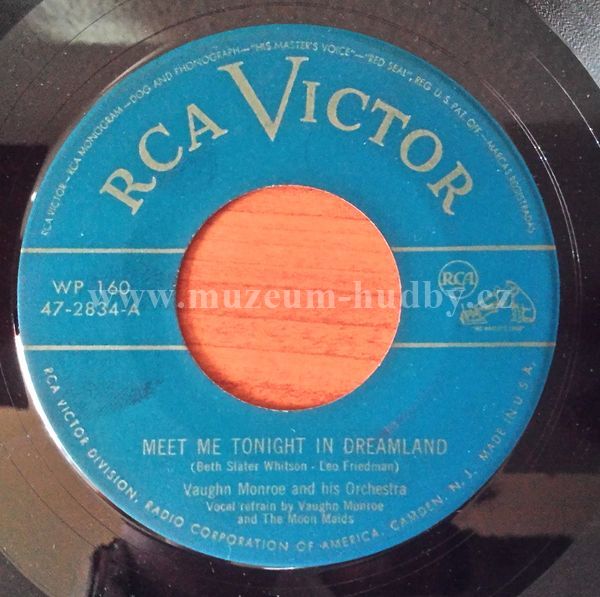 RCA VICTOR - RCA MONOGRAM - DOG AND PHONOGRAPH - "HIS MASTER'S VOICE" - "RED SEAL", REG. U.S. PAT. OFF. - MARCAS REGISTRADAS
RCA VICTOR
WP 160
47-2834-A
RCA
"HIS MASTER'S VOICE"
www.muzeum-hudby.cz
MEET ME TONIGHT IN DREAMLAND
(Beth Slater Whitson - Leo Friedman)
Vaughn Monroe and his Orchestra
Vocal refrain by Vaughn Monroe
and The Moon Maids
RCA VICTOR DIVISION, RADIO CORPORATION OF AMERICA, CAMDEN, N. J. MADE IN U.S.A.